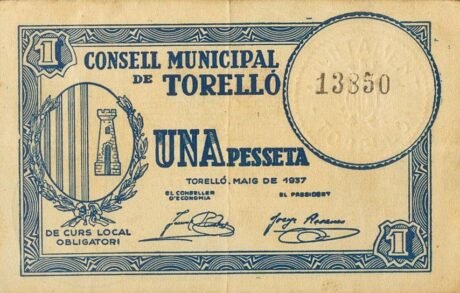 1
CONSELL MUNICIPAL
DE TORELLÓ
13850
UNA PESSETA
TORELLÓ, MAIG DE 1937
EL CONSELLER
D'ECONOMIA
EL PRESIDENT
DE CURS LOCAL
OBLIGATORI
1